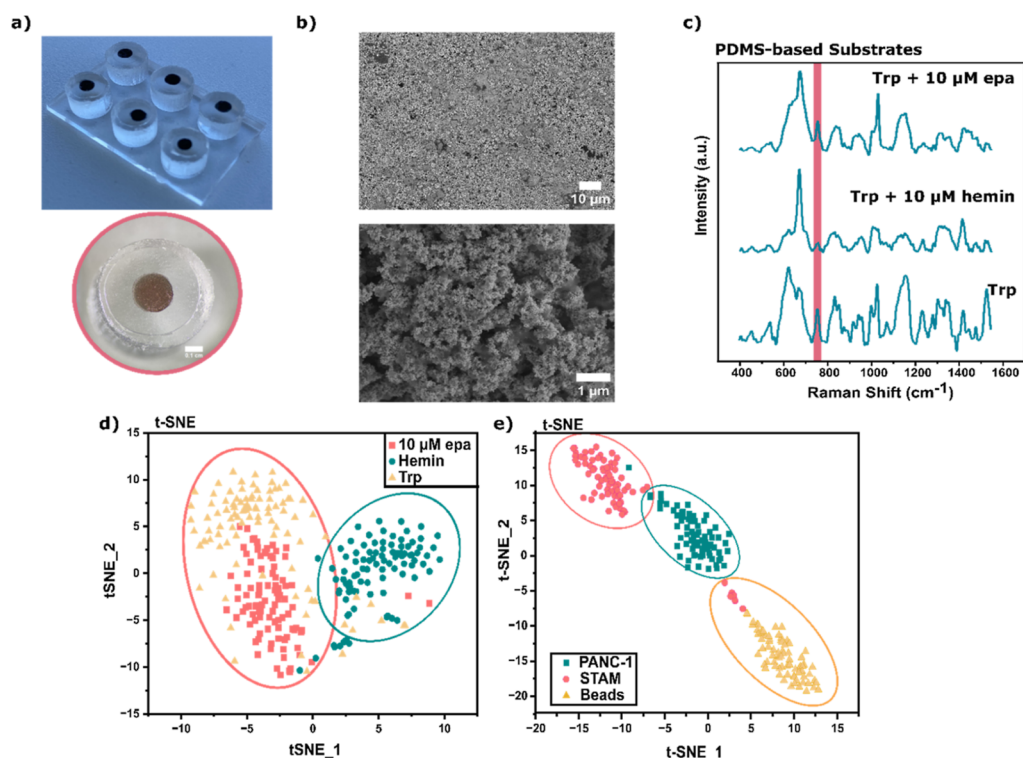 a)
b)
c)
0.1 cm
10 µm
1 µm
PDMS-based Substrates
Trp + 10 µM epa
Trp + 10 µM hemin
Trp
Intensity (a.u.)
400 600 800 1000 1200 1400 1600
Raman Shift (cm-1)
d)
t-SNE
10 µM epa
Hemin
Trp
tSNE_2
15
10
5
0
−5
−10
−15
−10 −5 0 5 10
tSNE_1
e)
t-SNE
t-SNE_2
15
10
5
0
−5
−10
−15
−20
PANC-1
STAM
Beads
−20 −15 −10 −5 0 5 10 15
t-SNE_1